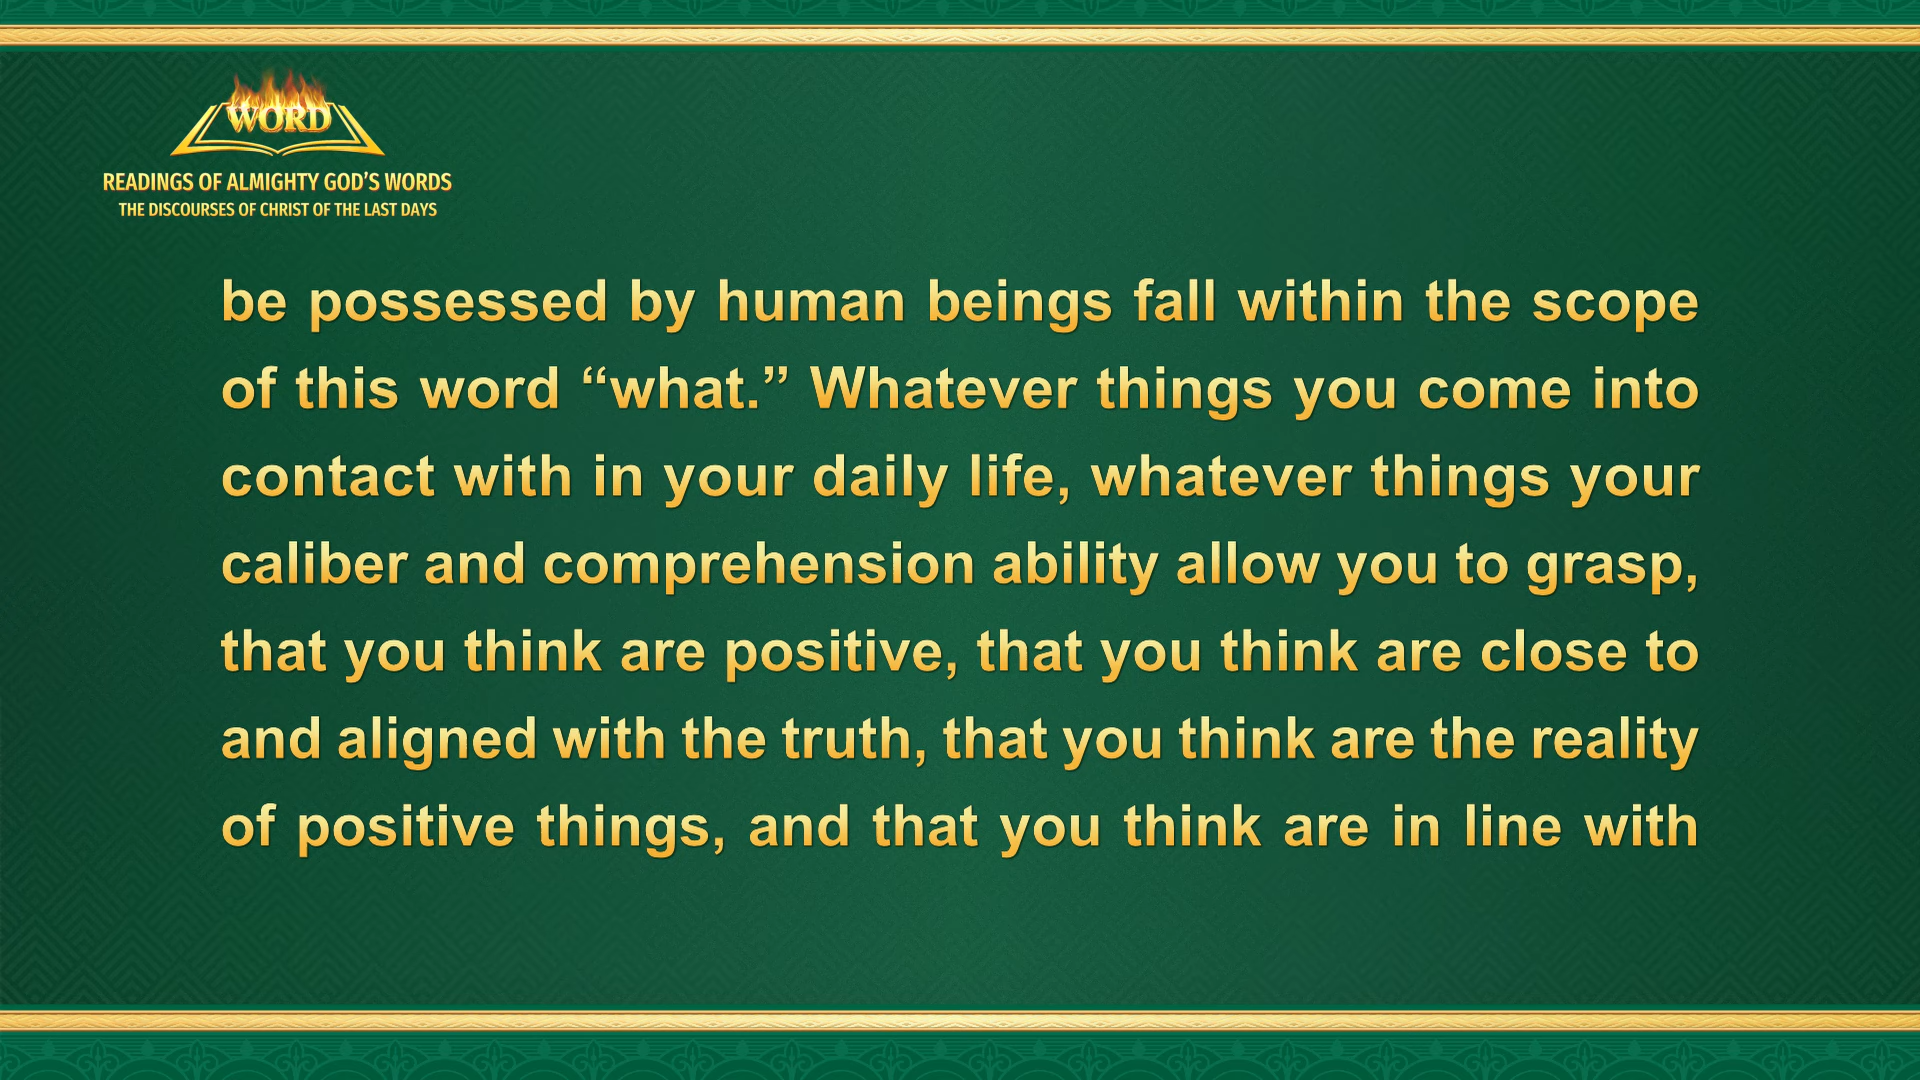 WORD
READINGS OF ALMIGHTY GOD’S WORDS
THE DISCOURSES OF CHRIST OF THE LAST DAYS
be possessed by human beings fall within the scope
of this word “what.” Whatever things you come into
contact with in your daily life, whatever things your
caliber and comprehension ability allow you to grasp,
that you think are positive, that you think are close to
and aligned with the truth, that you think are the reality
of positive things, and that you think are in line with